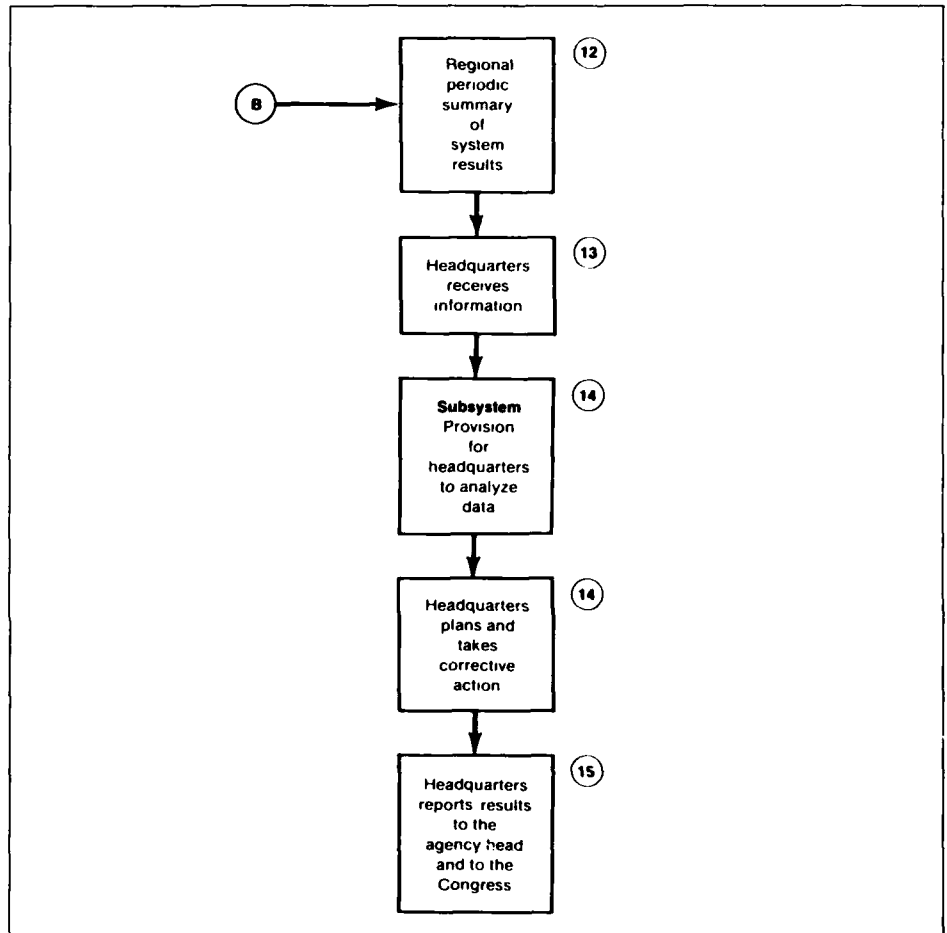 12
Regional
periodic
summary
of
system
results
B
13
Headquarters
receives
information
14
Subsystem
Provision
for
headquarters
to analyze
data
14
Headquarters
plans and
takes
corrective
action
15
Headquarters
reports results
to the
agency head
and to the
Congress